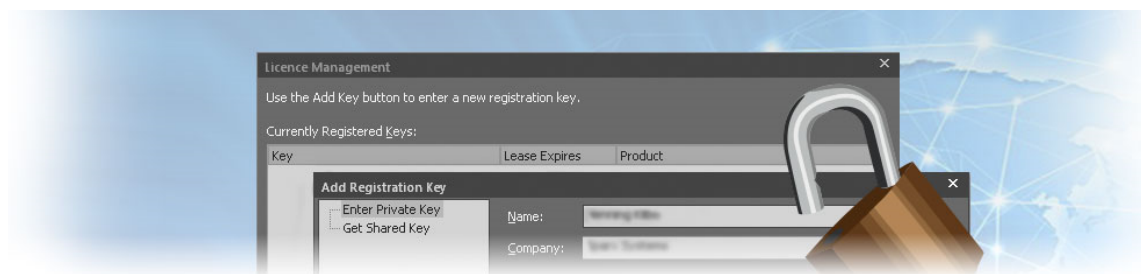 Licence Management
Use the Add Key button to enter a new registration key.
Currently Registered Keys:
Key Lease Expires Product
Add Registration Key
Enter Private Key
Get Shared Key
Name:
Company: